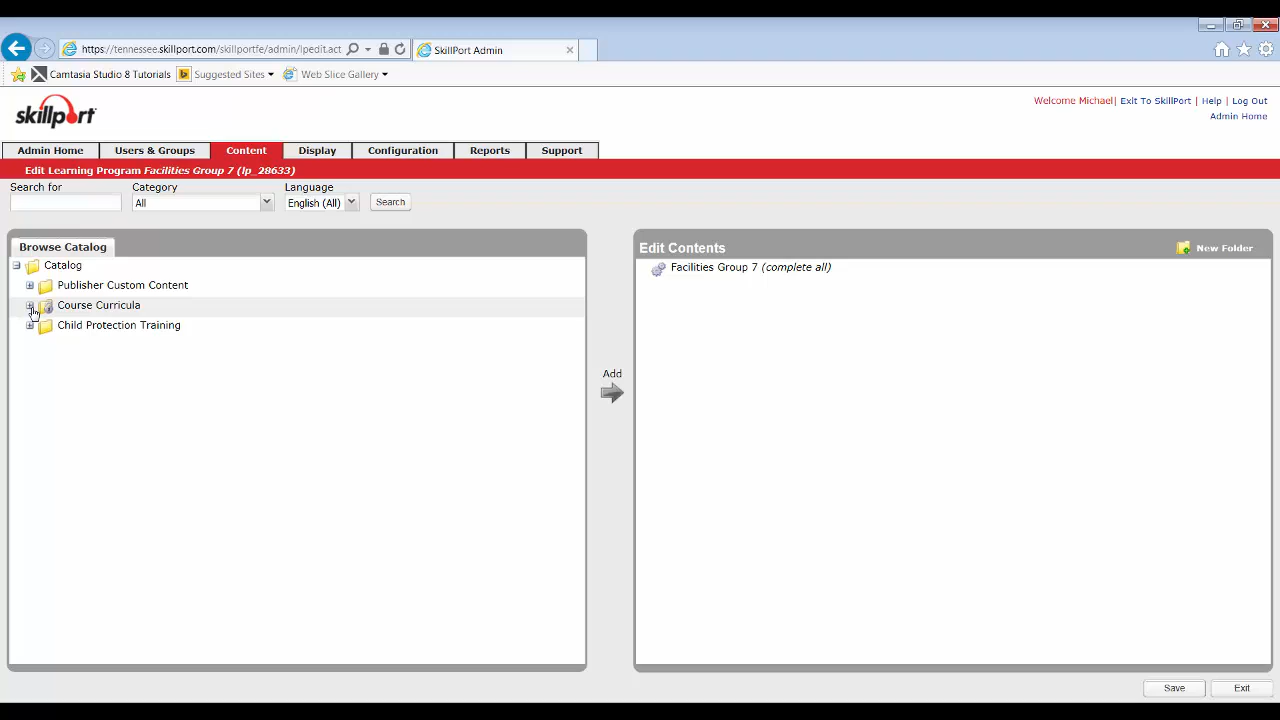 https://tennessee.skillport.com/skillportfe/admin/lpedit.act
SkillPort Admin
Camtasia Studio 8 Tutorials
Suggested Sites
Web Slice Gallery
skillport
Welcome Michael| Exit To SkillPort | Help | Log Out
Admin Home
Admin Home Users & Groups Content Display Configuration Reports Support
Edit Learning Program Facilities Group 7 (lp_28633)
Search for Category Language
All English (All) Search
Browse Catalog
Catalog
Publisher Custom Content
Course Curricula
Child Protection Training
Add
Edit Contents New Folder
Facilities Group 7 (complete all)
Save Exit